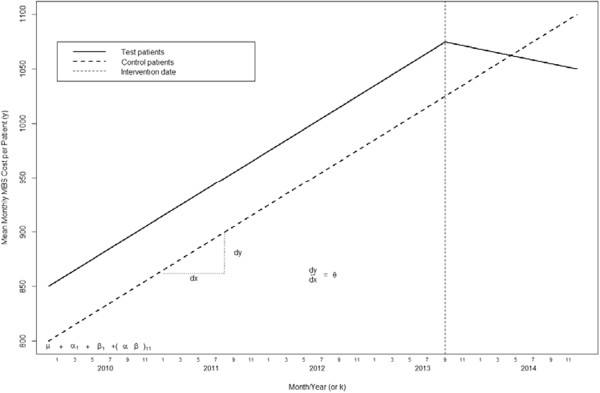 Mean Monthly MBS Cost per Patient (y)
1100
1050
1000
950
900
850
800
Test patients
Control patients
Intervention date
dy
dx
dy
dx = θ
μ + α1 + β1 +( α β )11
1 3 5 7 9 11 1 3 5 7 9 11 1 3 5 7 9 11 1 3 5 7 9 11 1 3 5 7 9 11
2010 2011 2012 2013 2014
Month/Year (or k)